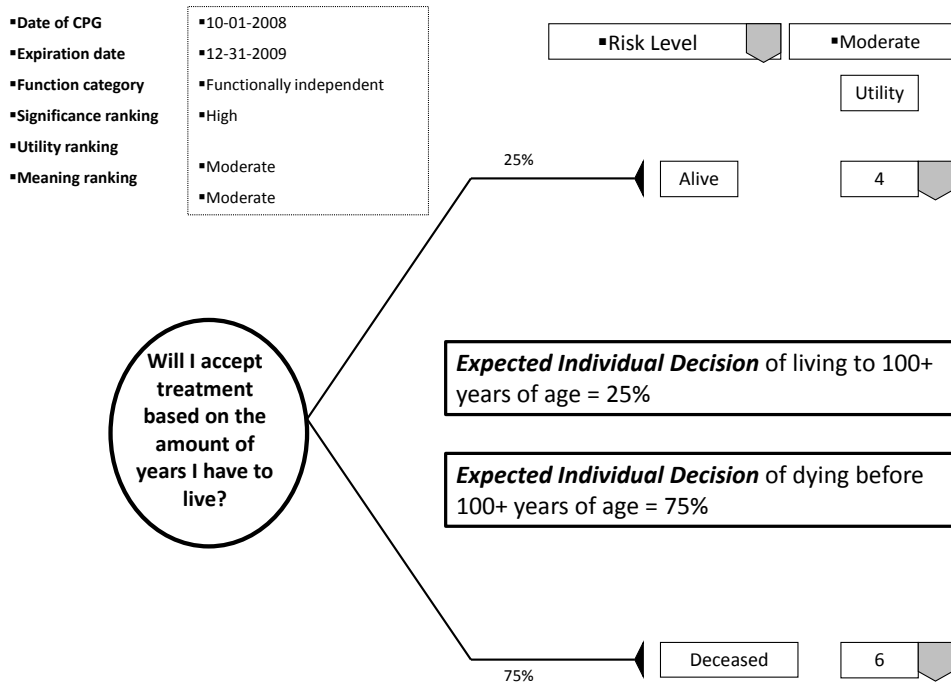 ▪Date of CPG
▪Expiration date
▪Function category
▪Significance ranking
▪Utility ranking
▪Meaning ranking
▪10-01-2008
▪12-31-2009
▪Functionally independent
▪High
▪Moderate
▪Moderate
▪Risk Level
▪Moderate
Utility
25%
Alive
4
Will I accept
treatment
based on the
amount of
years I have to
live?
Expected Individual Decision of living to 100+
years of age = 25%
Expected Individual Decision of dying before
100+ years of age = 75%
75%
Deceased
6